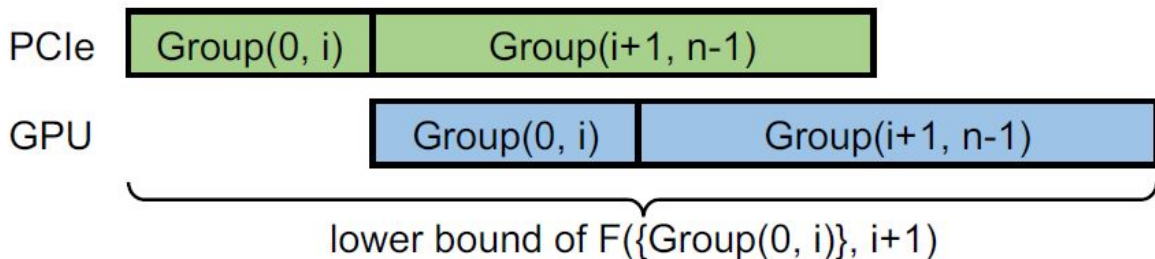 PCIe Group(0, i) Group(i+1, n-1)
GPU Group(0, i) Group(i+1, n-1)
lower bound of F({Group(0, i)}, i+1)